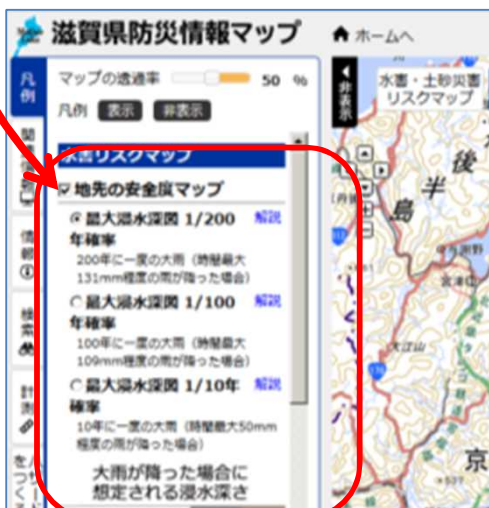 滋賀県防災情報マップ
ホームへ
凡例
マップの透過率 50 %
凡例 表示 非表示
非表示
水害・土砂災害
リスクマップ
水害リスクマップ
地先の安全度マップ
最大浸水深図 1/200
年確率
解説
200年に一度の大雨（時間最大
131mm程度の雨が降った場合）
最大浸水深図 1/100
年確率
解説
100年に一度の大雨（時間最大
109mm程度の雨が降った場合）
最大浸水深図 1/10年
確率
解説
10年に一度の大雨（時間最大50mm
程度の雨が降った場合）
大雨が降った場合に
想定される浸水深さ
情報
検索
計測
後
半
島
宮津
大江山
京